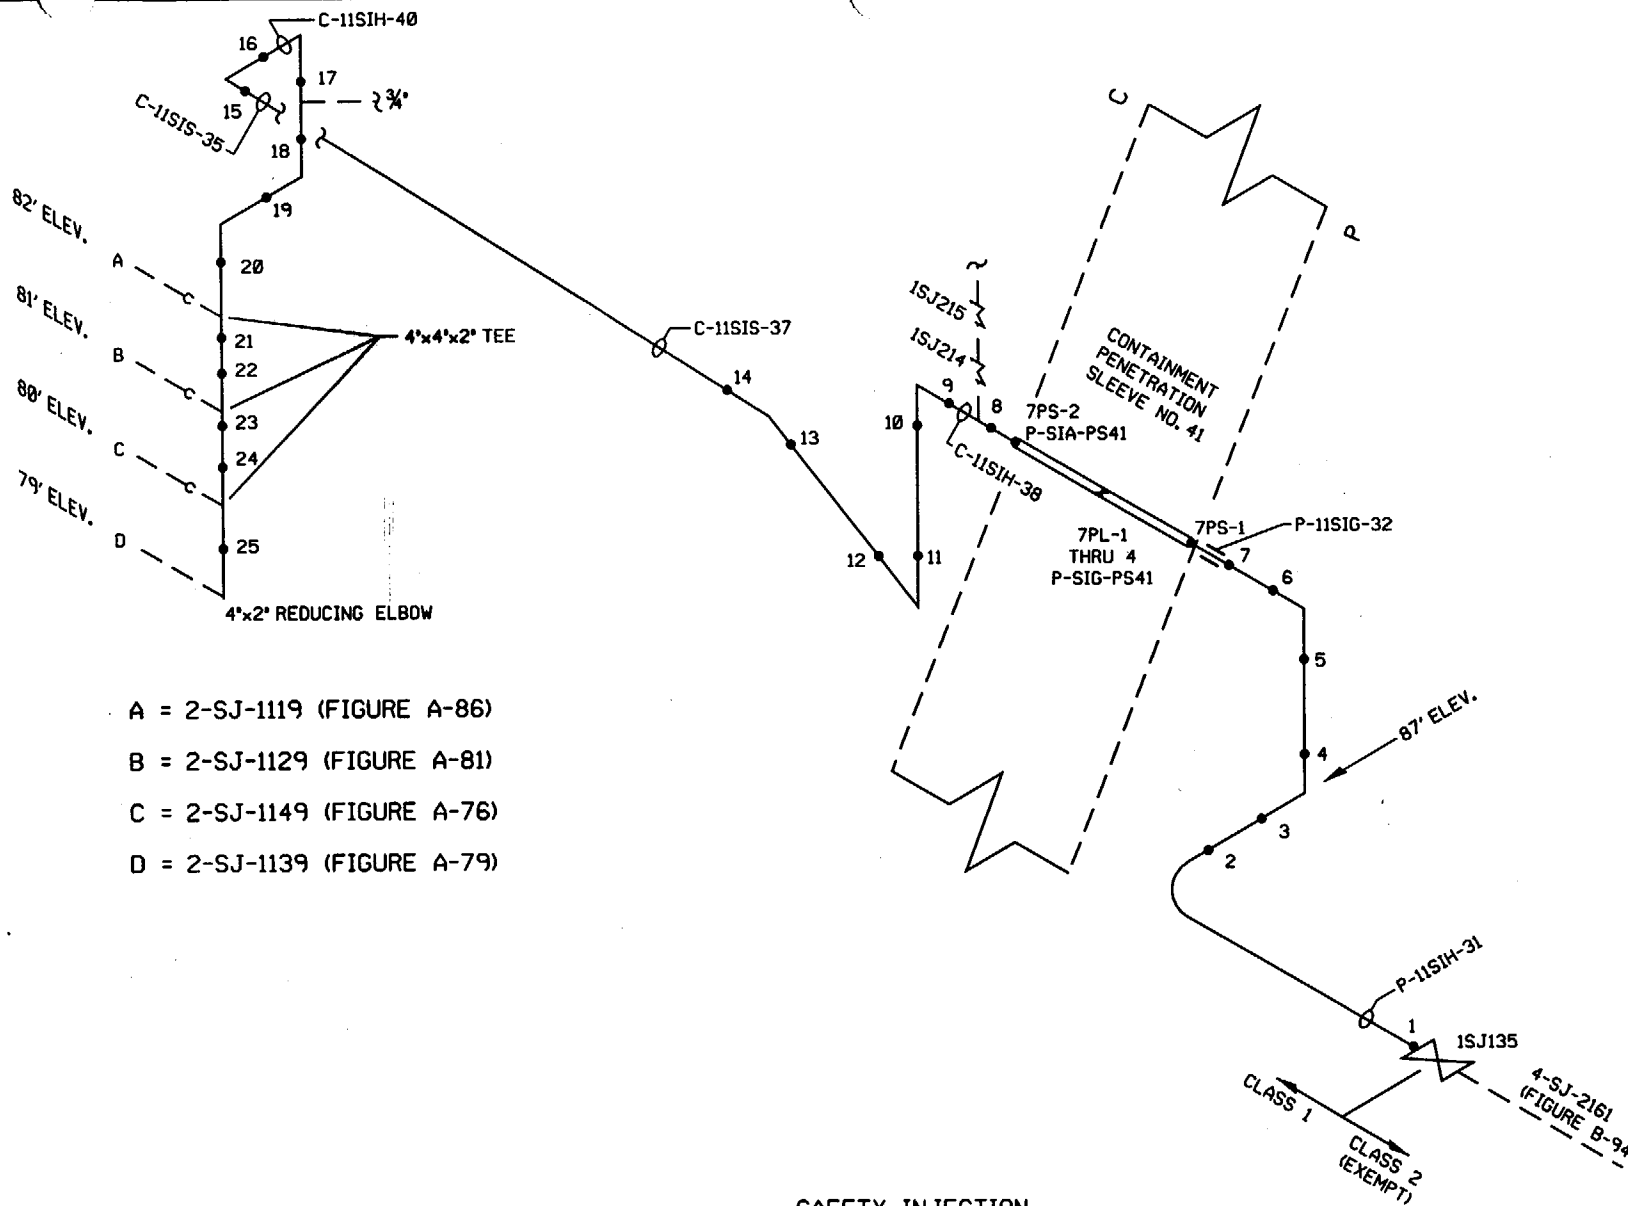 C-11SIH-40
16
17
3/4"
15
C-11SIS-35
18
19
82' ELEV.
A
C
20
81' ELEV.
21
4"x4"x2" TEE
B
C
22
80' ELEV.
23
C
C
24
79' ELEV.
D
25
4"x2" REDUCING ELBOW
C-11SIS-37
14
13
12
11
10
9
8
1SJ215
1SJ214
C-11SIH-38
7PS-2
P-SIA-PS41
C
P
CONTAINMENT
PENETRATION
SLEEVE NO. 41
7PL-1
THRU 4
P-SIG-PS41
7PS-1
P-11SIG-32
7
6
5
4
87' ELEV.
3
2
P-11SIH-31
1
1SJ135
CLASS 1
CLASS 2
(EXEMPT)
4-SJ-2161
(FIGURE B-94
A = 2-SJ-1119 (FIGURE A-86)
B = 2-SJ-1129 (FIGURE A-81)
C = 2-SJ-1149 (FIGURE A-76)
D = 2-SJ-1139 (FIGURE A-79)
SAFETY INJECTION